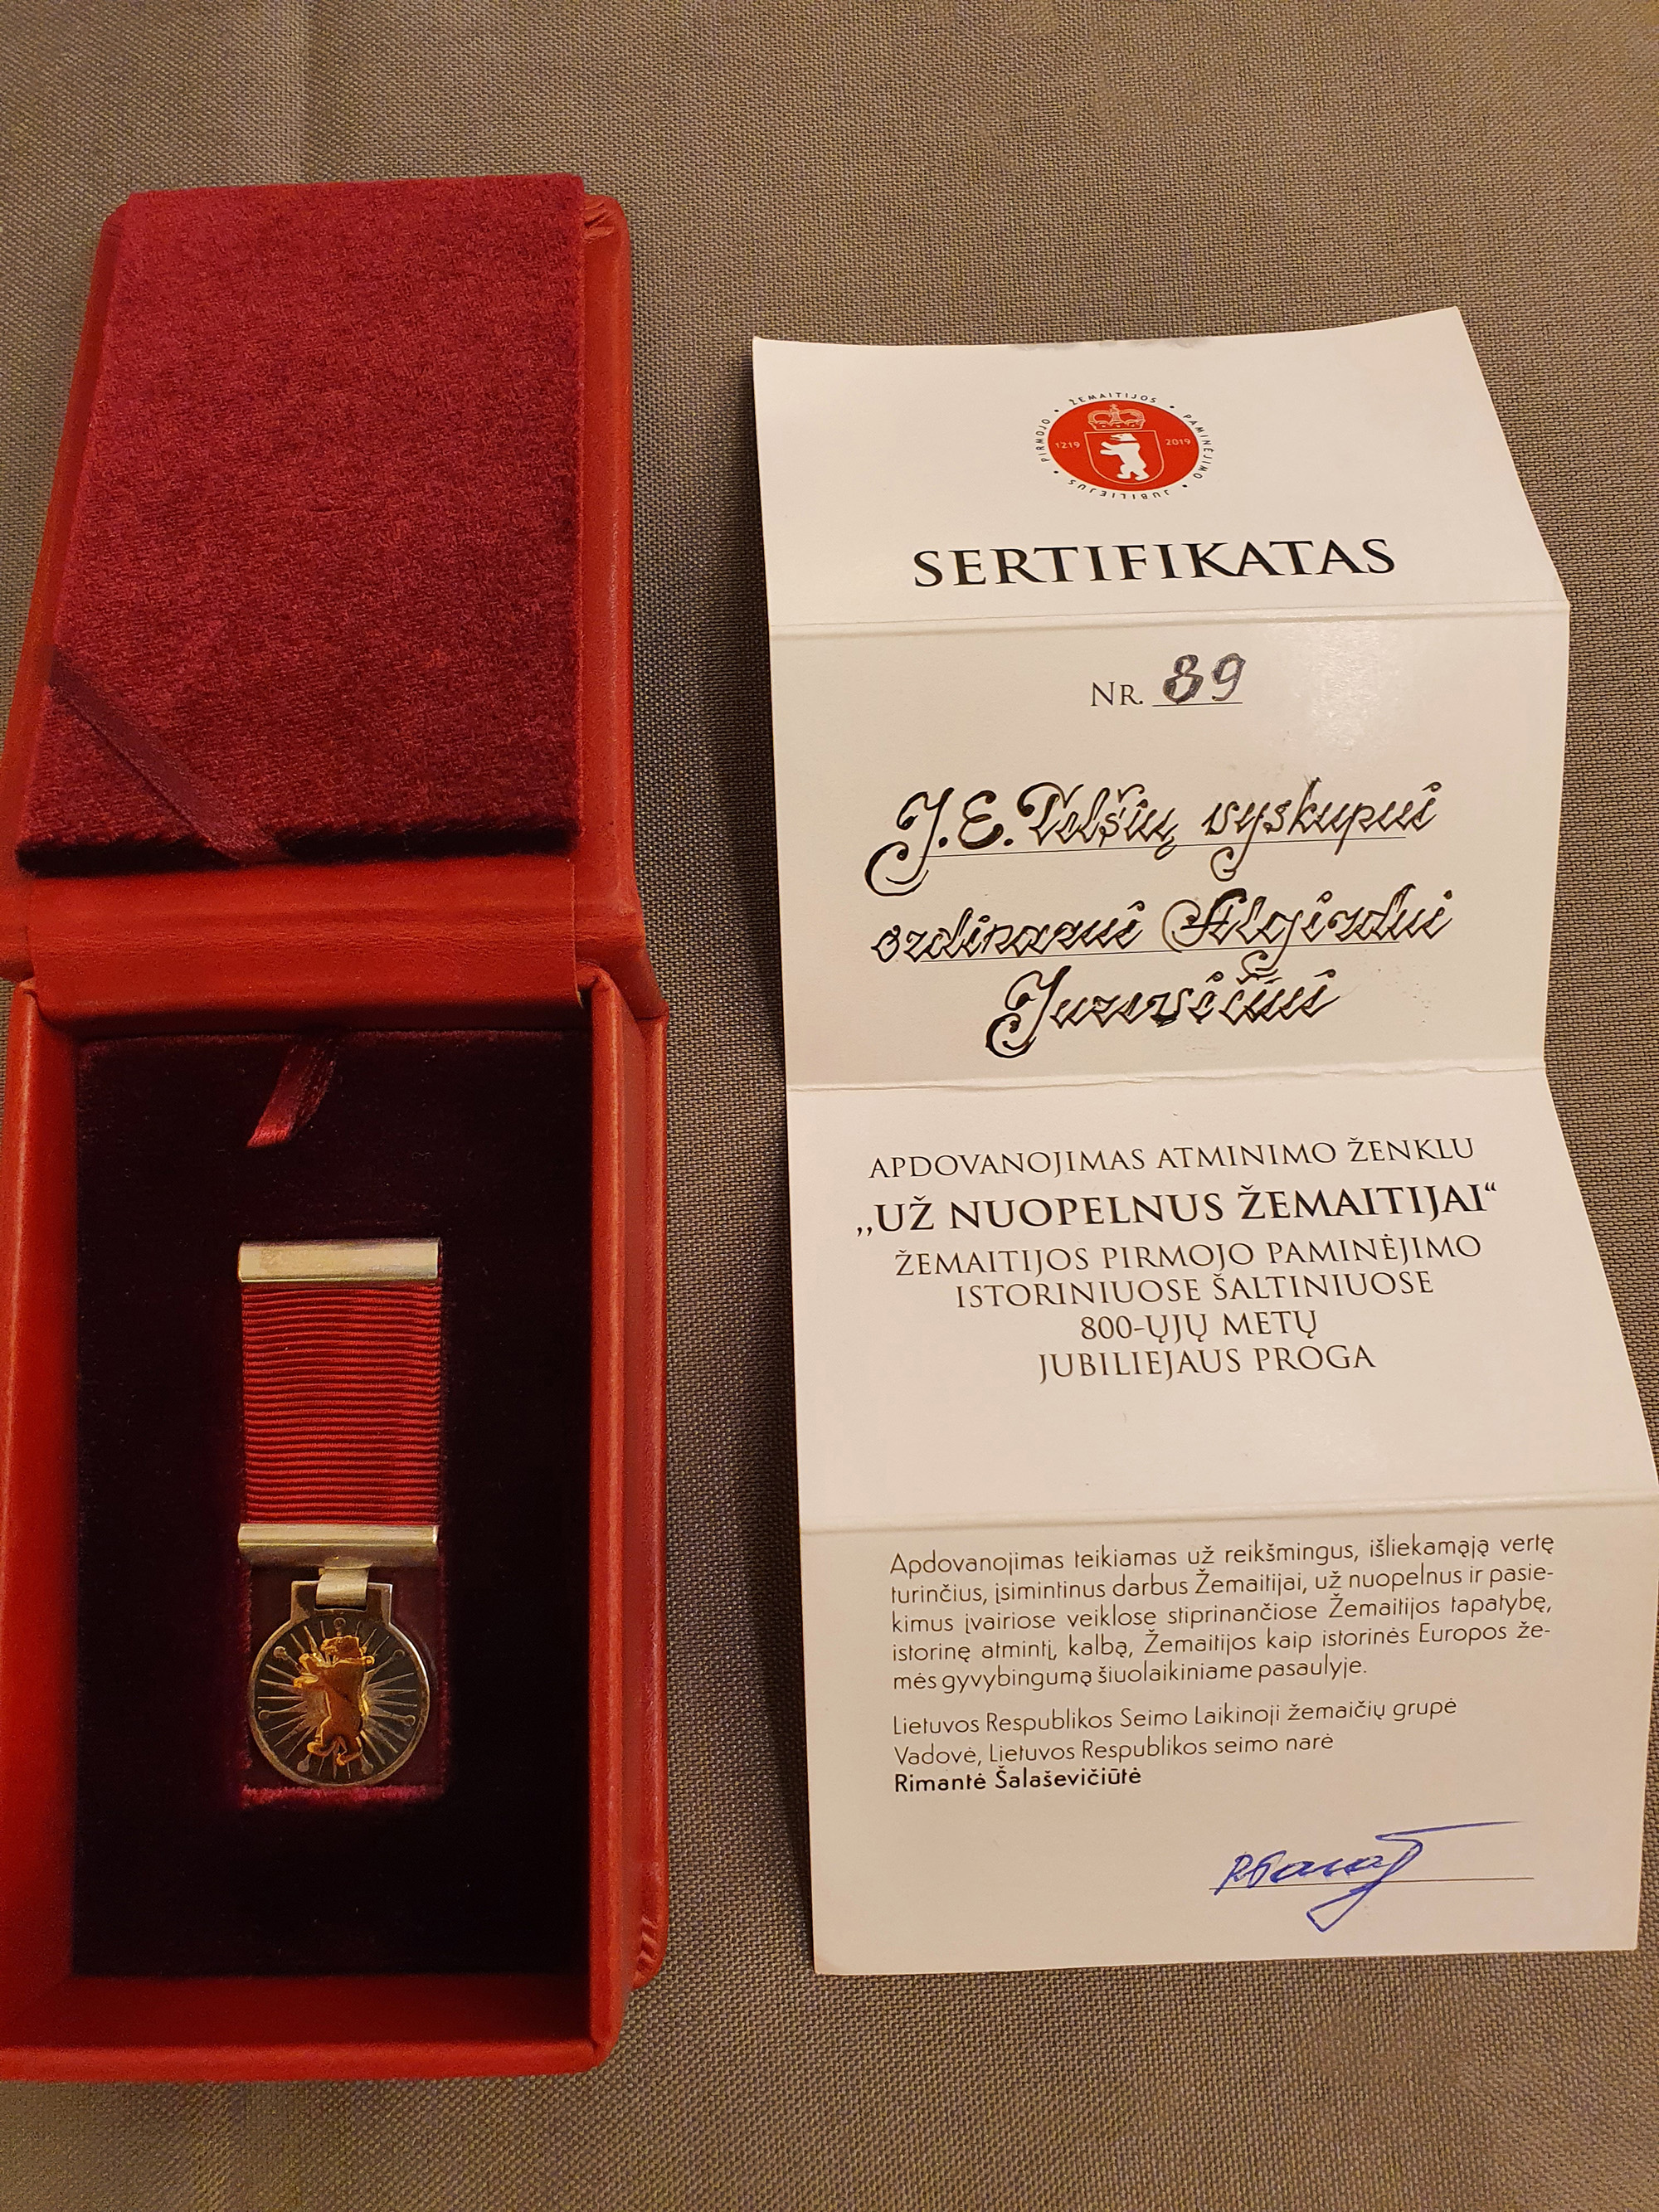 PIRMOJO • ŽEMAITIJOS • PAMINĖJIMO • JUBILIEJUS •
1219 2019
SERTIFIKATAS
NR. 89
J. E. Telšių vyskupui
ordinarui Algirdui
Jurevičiui
APDOVANOJIMAS ATMINIMO ŽENKLU
,,UŽ NUOPELNUS ŽEMAITIJAI“
ŽEMAITIJOS PIRMOJO PAMINĖJIMO
ISTORINIUOSE ŠALTINIUOSE
800-ŲJŲ METŲ
JUBILIEJAUS PROGA
Apdovanojimas teikiamas už reikšmingus, išliekamąją vertę
turinčius, įsimintinus darbus Žemaitijai, už nuopelnus ir pasie-
kimus įvairiose veiklose stiprinančiose Žemaitijos tapatybę,
istorinę atmintį, kalbą, Žemaitijos kaip istorinės Europos že-
mės gyvybingumą šiuolaikiniame pasaulyje.
Lietuvos Respublikos Seimo Laikinoji žemaičių grupė
Vadovė, Lietuvos Respublikos seimo narė
Rimantė Šalaševičiūtė